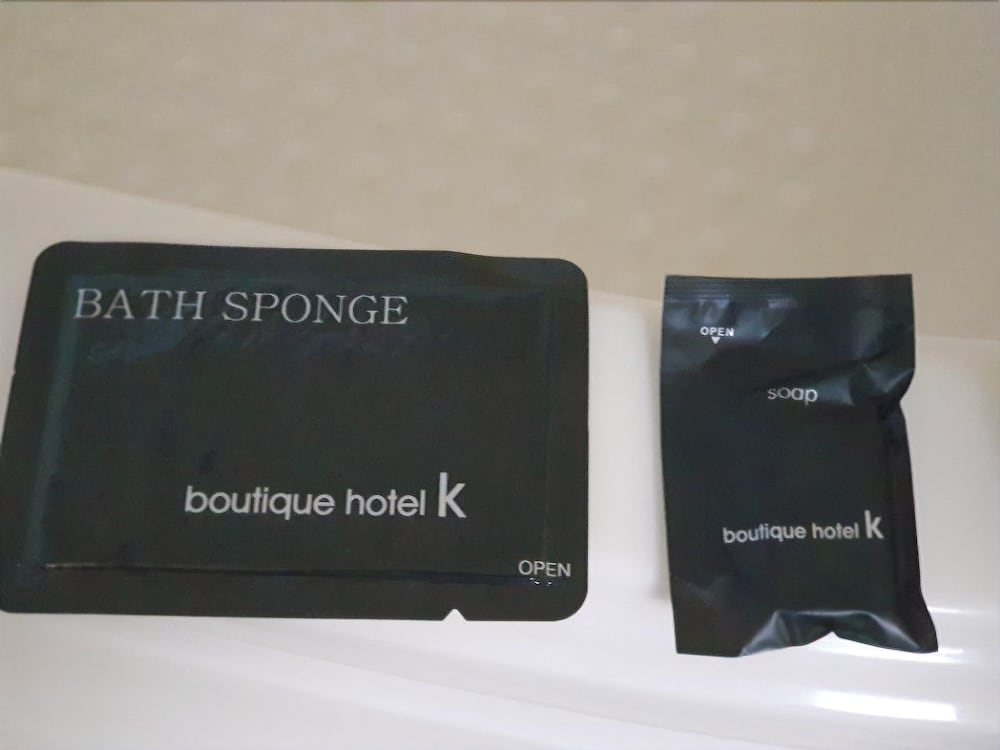 BATH SPONGE
boutique hotel k
OPEN
OPEN
soap
boutique hotel k